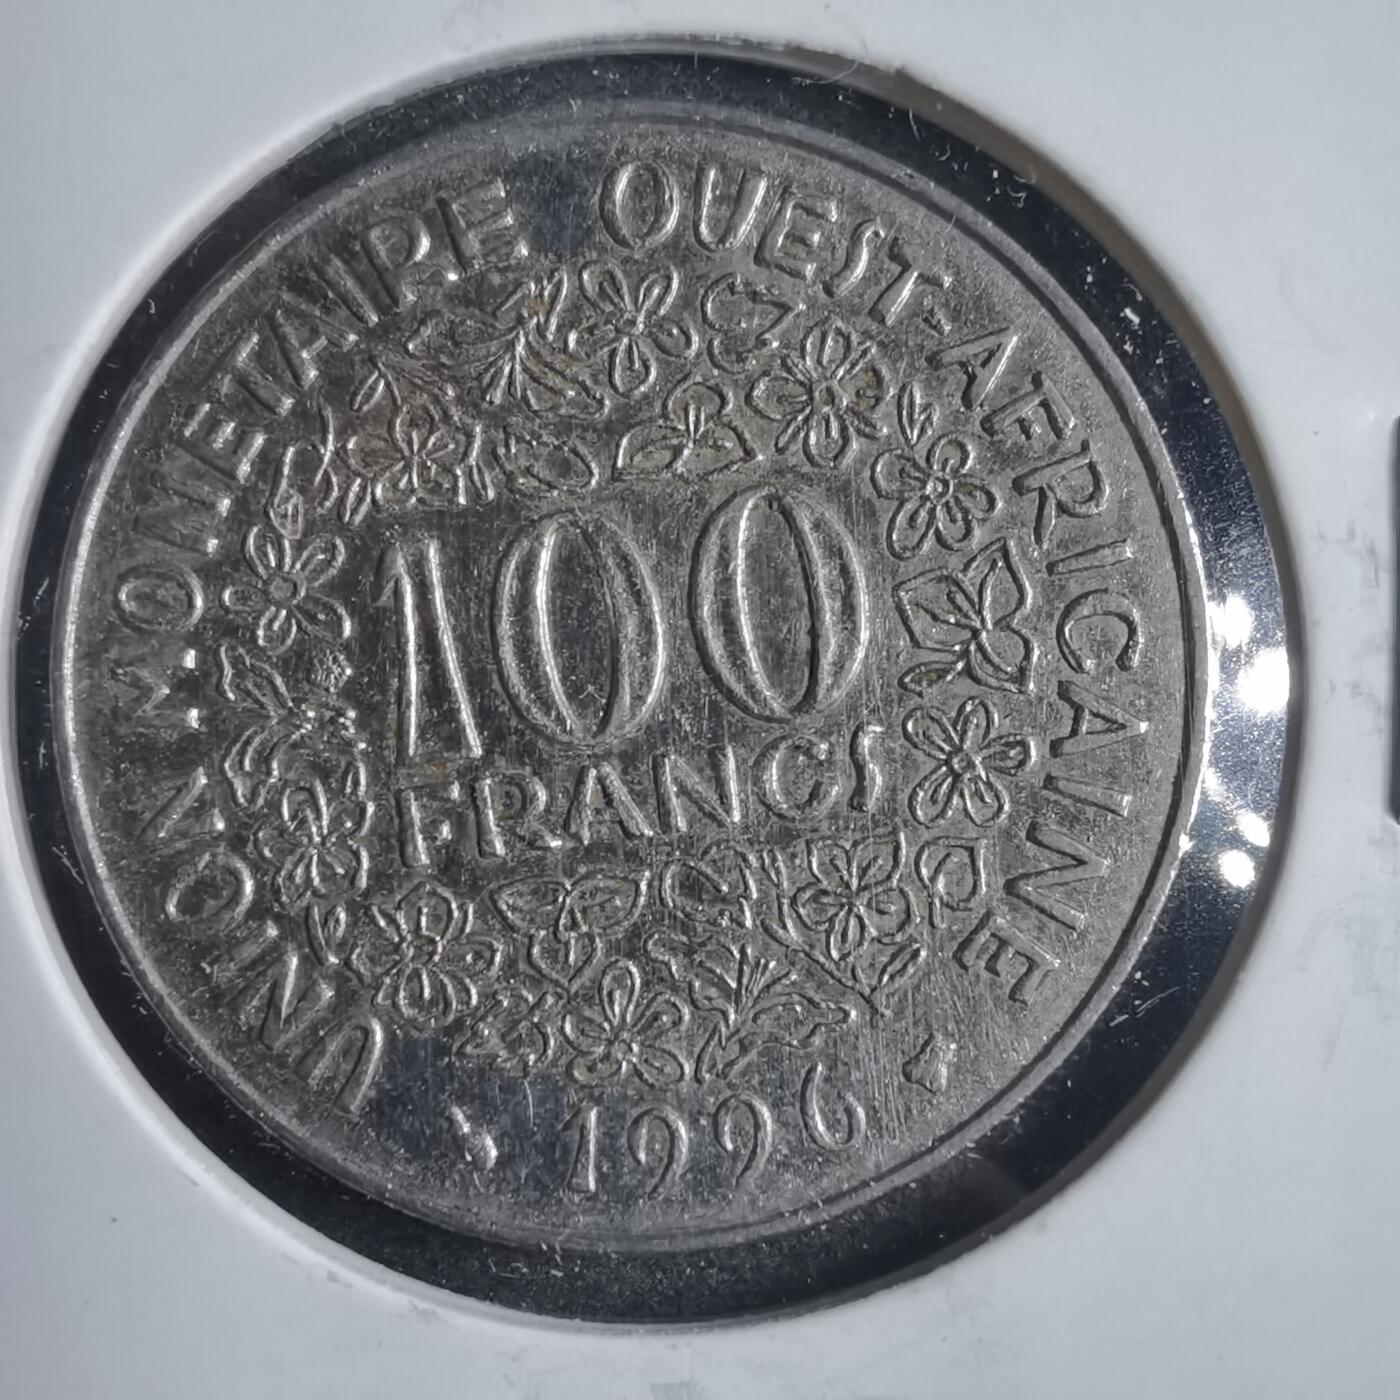 UNION MONETAIRE OUEST-AFRICAINE
100
FRANCS
1996